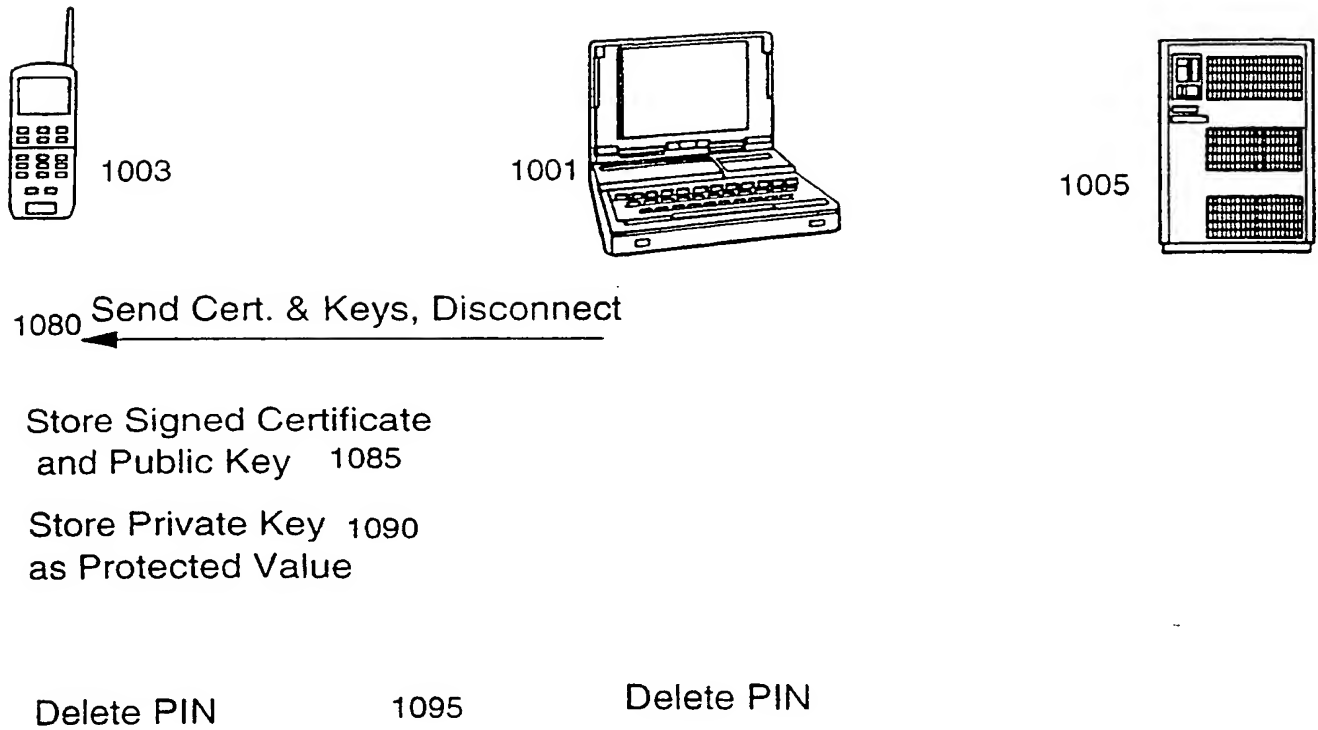 1003
1001
1005
1080 Send Cert. & Keys, Disconnect
Store Signed Certificate
and Public Key 1085
Store Private Key 1090
as Protected Value
Delete PIN 1095 Delete PIN